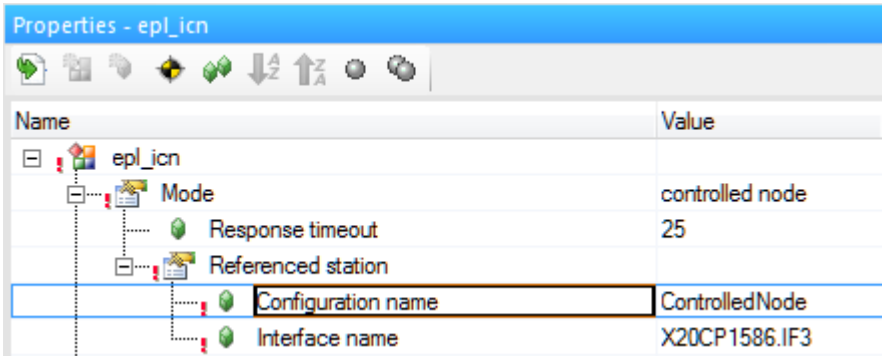 Properties - epl_icn
Name Value
epl_icn
Mode controlled node
Response timeout 25
Referenced station
Configuration name ControlledNode
Interface name X20CP1586.IF3